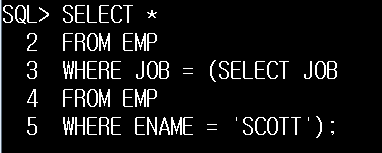 SQL> SELECT *
2 FROM EMP
3 WHERE JOB = (SELECT JOB
4 FROM EMP
5 WHERE ENAME = 'SCOTT');